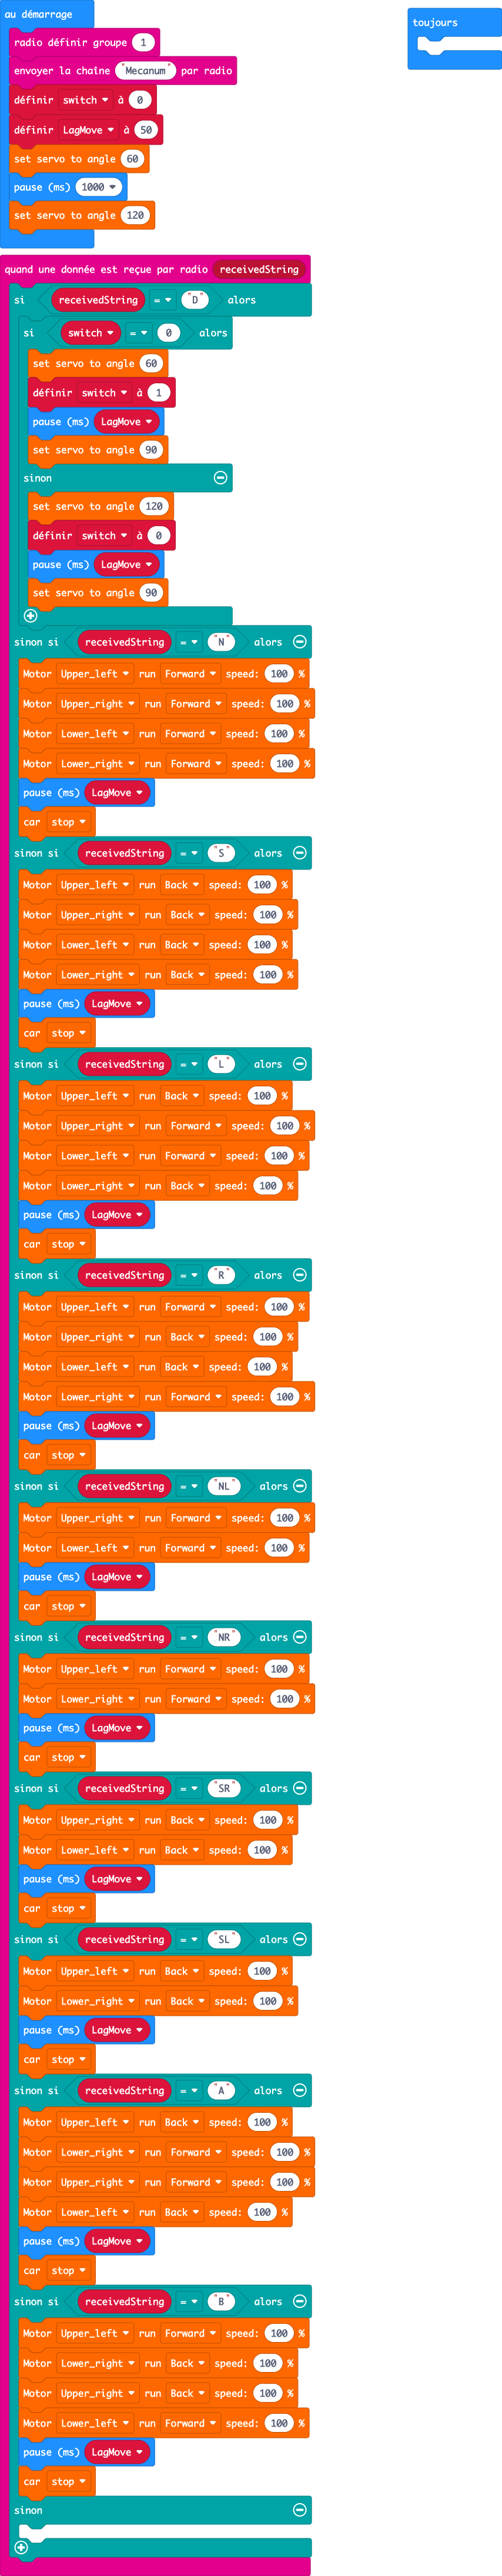 au démarrage
radio définir groupe 1
envoyer la chaîne "Mecanum" par radio
définir switch à 0
définir LagMove à 50
set servo to angle 60
pause (ms) 1000
set servo to angle 120
toujours
quand une donnée est reçue par radio receivedString
si receivedString = "D" alors
si switch = 0 alors
set servo to angle 60
définir switch à 1
pause (ms) LagMove
set servo to angle 90
sinon
set servo to angle 120
définir switch à 0
pause (ms) LagMove
set servo to angle 90
sinon si receivedString = "N" alors
Motor Upper_left run Forward speed: 100 %
Motor Upper_right run Forward speed: 100 %
Motor Lower_left run Forward speed: 100 %
Motor Lower_right run Forward speed: 100 %
pause (ms) LagMove
car stop
sinon si receivedString = "S" alors
Motor Upper_left run Back speed: 100 %
Motor Upper_right run Back speed: 100 %
Motor Lower_left run Back speed: 100 %
Motor Lower_right run Back speed: 100 %
pause (ms) LagMove
car stop
sinon si receivedString = "L" alors
Motor Upper_left run Back speed: 100 %
Motor Upper_right run Forward speed: 100 %
Motor Lower_left run Forward speed: 100 %
Motor Lower_right run Back speed: 100 %
pause (ms) LagMove
car stop
sinon si receivedString = "R" alors
Motor Upper_left run Forward speed: 100 %
Motor Upper_right run Back speed: 100 %
Motor Lower_left run Back speed: 100 %
Motor Lower_right run Forward speed: 100 %
pause (ms) LagMove
car stop
sinon si receivedString = "NL" alors
Motor Upper_right run Forward speed: 100 %
Motor Lower_left run Forward speed: 100 %
pause (ms) LagMove
car stop
sinon si receivedString = "NR" alors
Motor Upper_left run Forward speed: 100 %
Motor Lower_right run Forward speed: 100 %
pause (ms) LagMove
car stop
sinon si receivedString = "SR" alors
Motor Upper_right run Back speed: 100 %
Motor Lower_left run Back speed: 100 %
pause (ms) LagMove
car stop
sinon si receivedString = "SL" alors
Motor Upper_left run Back speed: 100 %
Motor Lower_right run Back speed: 100 %
pause (ms) LagMove
car stop
sinon si receivedString = "A" alors
Motor Upper_left run Back speed: 100 %
Motor Lower_right run Forward speed: 100 %
Motor Upper_right run Forward speed: 100 %
Motor Lower_left run Back speed: 100 %
pause (ms) LagMove
car stop
sinon si receivedString = "B" alors
Motor Upper_left run Forward speed: 100 %
Motor Lower_right run Back speed: 100 %
Motor Upper_right run Back speed: 100 %
Motor Lower_left run Forward speed: 100 %
pause (ms) LagMove
car stop
sinon